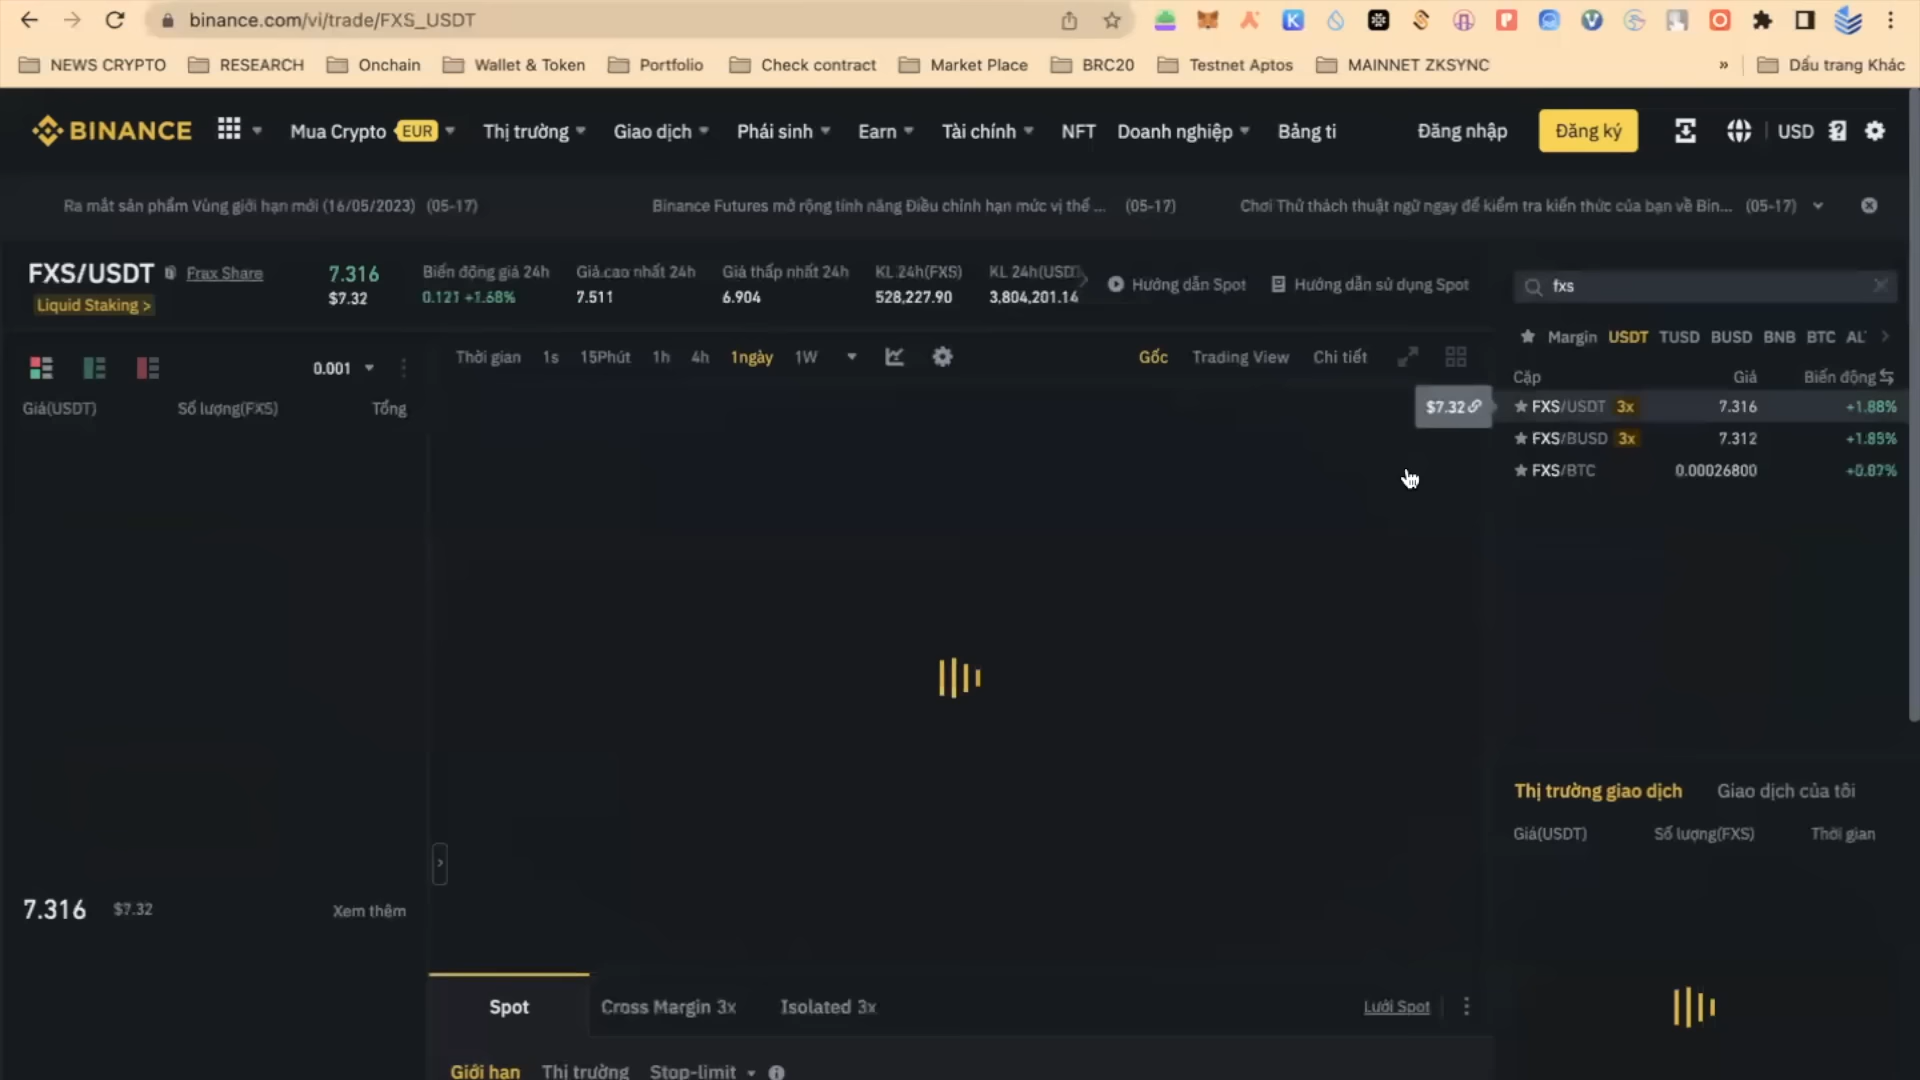 binance.com/vi/trade/FXS_USDT
NEWS CRYPTO RESEARCH Onchain Wallet & Token Portfolio Check contract Market Place BRC20 Testnet Aptos MAINNET ZKSYNC » Dấu trang Khác
BINANCE Mua Crypto EUR Thị trường Giao dịch Phái sinh Earn Tài chính NFT Doanh nghiệp Bảng ti Đăng nhập Đăng ký USD
Ra mắt sản phẩm Vùng giới hạn mới (16/05/2023) (05-17) Binance Futures mở rộng tính năng Điều chỉnh hạn mức vị thế ... (05-17) Chơi Thử thách thuật ngữ ngay để kiểm tra kiến thức của bạn về Bin... (05-17)
FXS/USDT Frax Share 7.316 Biến động giá 24h Giá cao nhất 24h Giá thấp nhất 24h KL 24h(FXS) KL 24h(USD Hướng dẫn Spot Hướng dẫn sử dụng Spot fxs
Liquid Staking > $7.32 0.121 +1.68% 7.511 6.904 528,227.90 3,804,201.14
Margin USDT TUSD BUSD BNB BTC AL
0.001 Thời gian 1s 15Phút 1h 4h 1ngày 1W Gốc Trading View Chi tiết
Cặp Giá Biến động
Giá(USDT) Số lượng(FXS) Tổng $7.32 FXS/USDT 3x 7.316 +1.88%
FXS/BUSD 3x 7.312 +1.85%
FXS/BTC 0.00026800 +0.87%
Thị trường giao dịch Giao dịch của tôi
Giá(USDT) Số lượng(FXS) Thời gian
7.316 $7.32 Xem thêm
Spot Cross Margin 3x Isolated 3x Lưới Spot
Giới hạn Thị trường Stop-limit